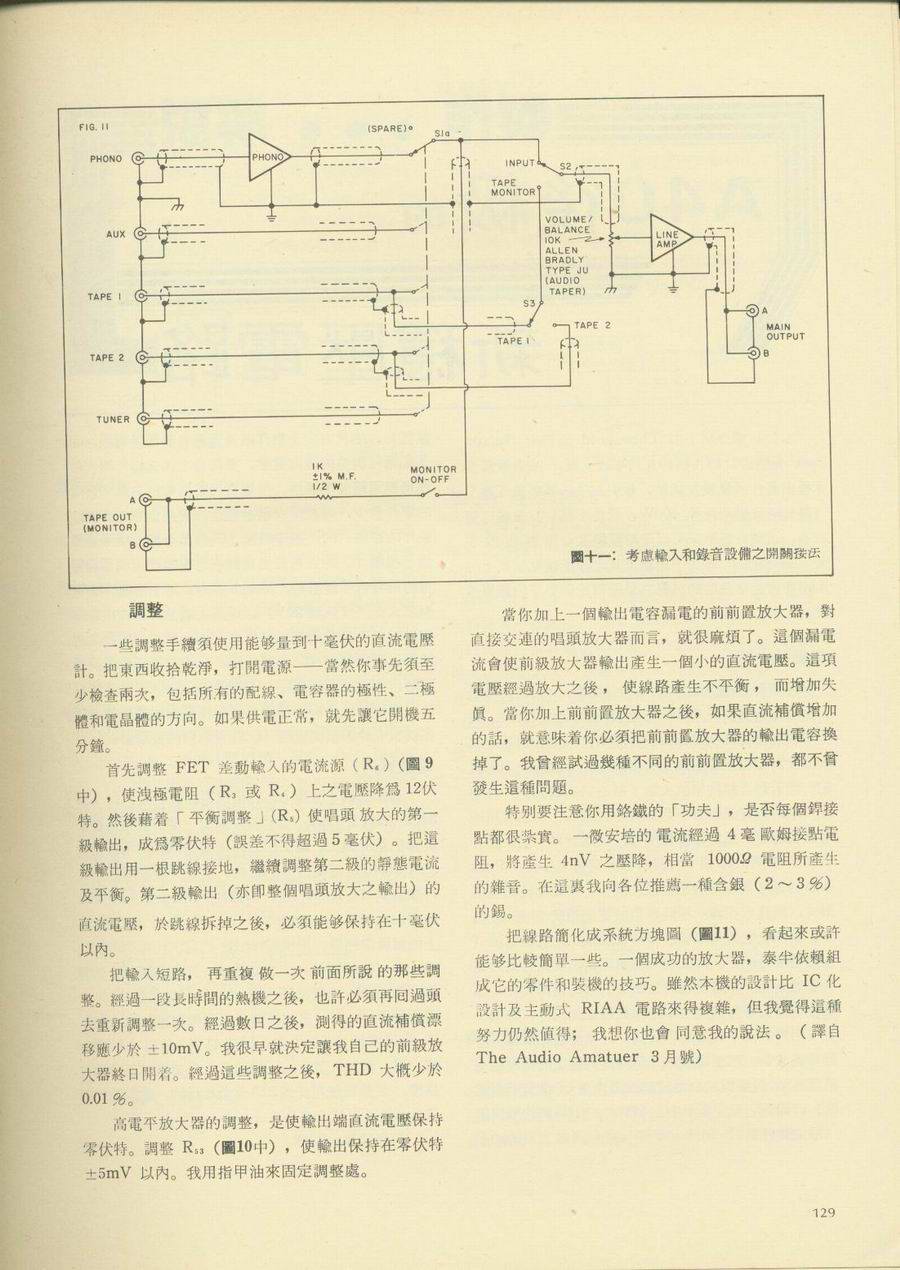 FIG. 11
PHONO
PHONO
(SPARE)
S1a
INPUT
S2
TAPE
MONITOR
AUX
VOLUME/
BALANCE
10K
ALLEN
BRADLY
TYPE JU
(AUDIO
TAPER)
LINE
AMP
TAPE 1
S3
TAPE 1
TAPE 2
A
MAIN
OUTPUT
B
TAPE 2
TUNER
1K
±1% M.F.
1/2 W
MONITOR
ON-OFF
A
TAPE OUT
(MONITOR)
B
圖十一: 考慮輸入和錄音設備之開關接法
調整
一些調整手續須使用能够量到十毫伏的直流電壓
計。把東西收拾乾淨，打開電源——當然你事先須至
少檢查兩次，包括所有的配線、電容器的極性、二極
體和電晶體的方向。如果供電正常，就先讓它開機五
分鐘。
首先調整 FET 差動輸入的電流源（R₆）(圖 9
中），使洩極電阻（R₃ 或 R₄）上之電壓降爲 12伏
特。然後藉着「平衡調整」(R₅) 使唱頭 放大的第一
級輸出，成爲零伏特（誤差不得超過 5 毫伏）。把這
級輸出用一根跳線接地，繼續調整第二級的靜態電流
及平衡。第二級輸出（亦卽整個唱頭放大之輸出）的
直流電壓，於跳線拆掉之後，必須能够保持在十毫伏
以內。
把輸入短路， 再重複 做一次 前面所說 的那些調
整。經過一段長時間的熱機之後，也許必須再回過頭
去重新調整一次。經過數日之後，測得的直流補償漂
移應少於 ±10mV。我很早就決定讓我自己的前級放
大器終日開着。經過這些調整之後，THD 大概少於
0.01 %。
高電平放大器的調整，是使輸出端直流電壓保持
零伏特。調整 R₅₃ (圖10中），使輸出保持在零伏特
±5mV 以內。我用指甲油來固定調整處。
當你加上一個輸出電容漏電的前前置放大器，對
直接交連的唱頭放大器而言，就很麻煩了。這個漏電
流會使前級放大器輸出產生一個小的直流電壓。這項
電壓經過放大之後， 使線路產生不平衡， 而增加失
眞。當你加上前前置放大器之後，如果直流補償增加
的話，就意味着你必須把前前置放大器的輸出電容換
掉了。我曾經試過幾種不同的前前置放大器，都不曾
發生這種問題。
特別要注意你用鉻鐵的「功夫」，是否每個銲接
點都很紮實。 一微安培的 電流經過 4 毫 歐姆接點電
阻，將產生 4nV 之壓降，相當 1000Ω 電阻所產生
的雜音。在這裏我向各位推薦一種含銀（2～3%）
的錫。
把線路簡化成系統方塊圖 (圖11)，看起來或許
能够比較簡單一些。一個成功的放大器，泰半依賴組
成它的零件和裝機的技巧。雖然本機的設計比 IC 化
設計及主動式 RIAA 電路來得複雜，但我覺得這種
努力仍然値得； 我想你也會 同意我的說法 。（譯自
The Audio Amatuer 3月號）
129